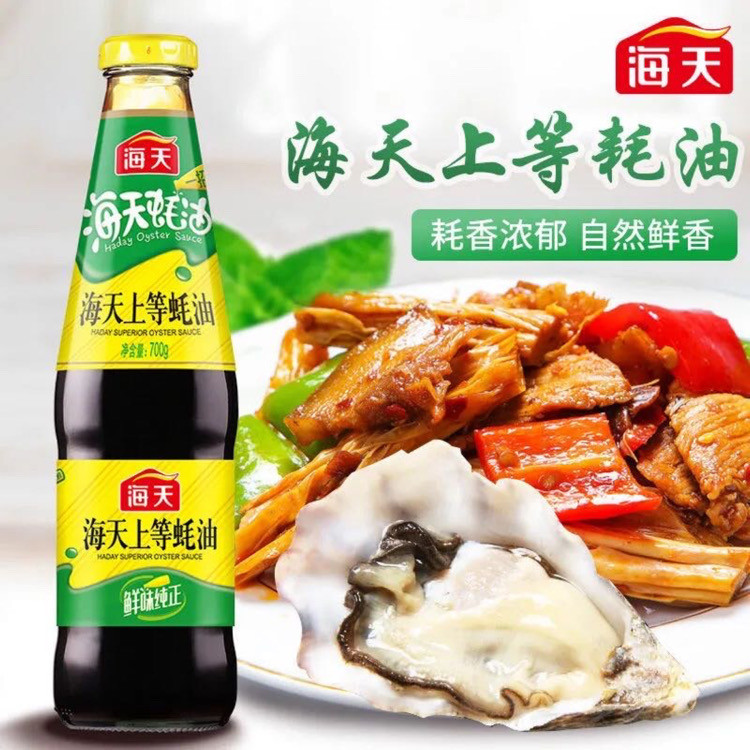 海天
海天上等耗油
耗香浓郁 自然鲜香
海天
海天蚝油
Haday Oyster Sauce
海天上等蚝油
HADAY SUPERIOR OYSTER SAUCE
净含量:700g
海天
海天上等蚝油
HADAY SUPERIOR OYSTER SAUCE
鲜味纯正